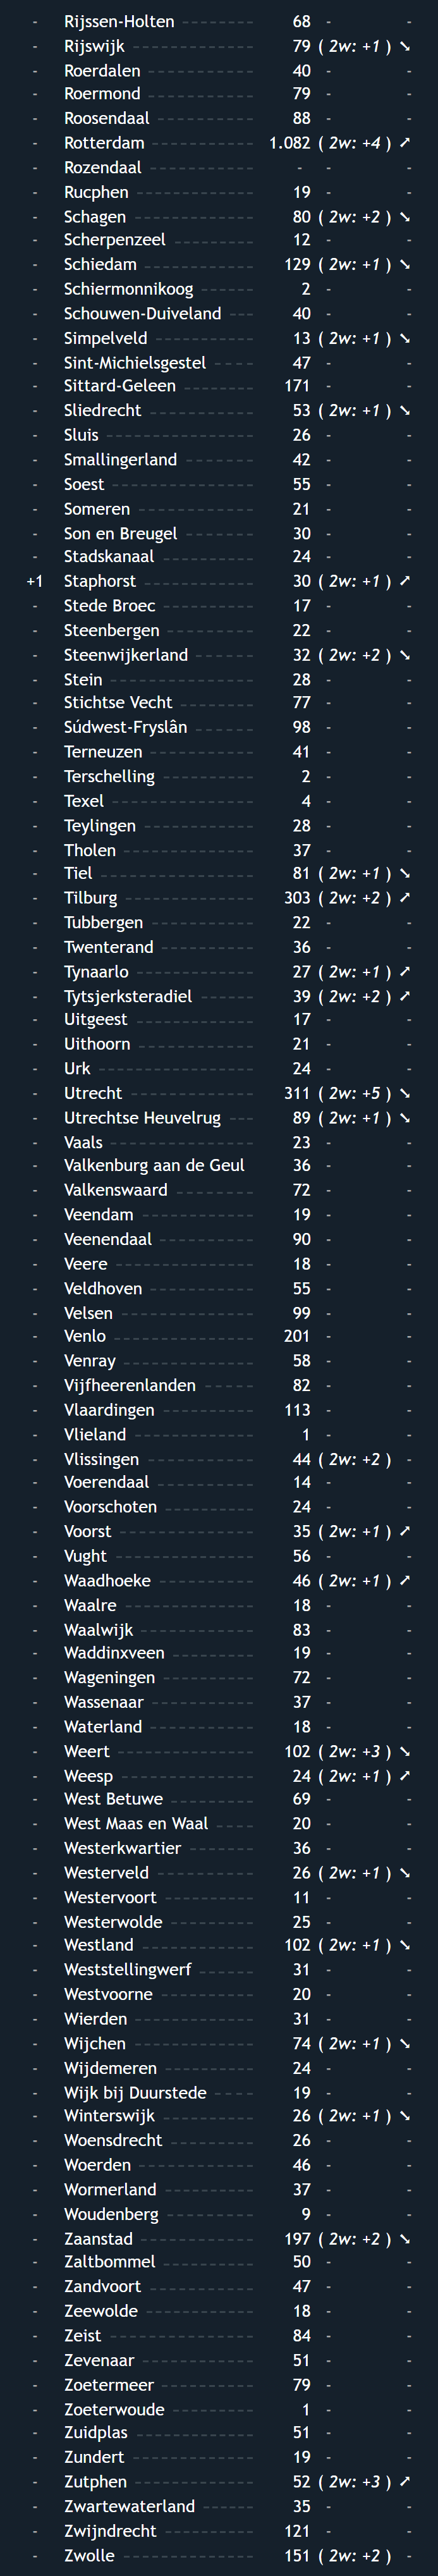 - Rijssen-Holten 68 - -
- Rijswijk 79 ( 2w: +1 ) ➘
- Roerdalen 40 - -
- Roermond 79 - -
- Roosendaal 88 - -
- Rotterdam 1.082 ( 2w: +4 ) ➚
- Rozendaal - - -
- Rucphen 19 - -
- Schagen 80 ( 2w: +2 ) ➘
- Scherpenzeel 12 - -
- Schiedam 129 ( 2w: +1 ) ➘
- Schiermonnikoog 2 - -
- Schouwen-Duiveland 40 - -
- Simpelveld 13 ( 2w: +1 ) ➘
- Sint-Michielsgestel 47 - -
- Sittard-Geleen 171 - -
- Sliedrecht 53 ( 2w: +1 ) ➘
- Sluis 26 - -
- Smallingerland 42 - -
- Soest 55 - -
- Someren 21 - -
- Son en Breugel 30 - -
- Stadskanaal 24 - -
+1 Staphorst 30 ( 2w: +1 ) ➚
- Stede Broec 17 - -
- Steenbergen 22 - -
- Steenwijkerland 32 ( 2w: +2 ) ➘
- Stein 28 - -
- Stichtse Vecht 77 - -
- Súdwest-Fryslân 98 - -
- Terneuzen 41 - -
- Terschelling 2 - -
- Texel 4 - -
- Teylingen 28 - -
- Tholen 37 - -
- Tiel 81 ( 2w: +1 ) ➘
- Tilburg 303 ( 2w: +2 ) ➚
- Tubbergen 22 - -
- Twenterand 36 - -
- Tynaarlo 27 ( 2w: +1 ) ➚
- Tytsjerksteradiel 39 ( 2w: +2 ) ➚
- Uitgeest 17 - -
- Uithoorn 21 - -
- Urk 24 - -
- Utrecht 311 ( 2w: +5 ) ➘
- Utrechtse Heuvelrug 89 ( 2w: +1 ) ➘
- Vaals 23 - -
- Valkenburg aan de Geul 36 - -
- Valkenswaard 72 - -
- Veendam 19 - -
- Veenendaal 90 - -
- Veere 18 - -
- Veldhoven 55 - -
- Velsen 99 - -
- Venlo 201 - -
- Venray 58 - -
- Vijfheerenlanden 82 - -
- Vlaardingen 113 - -
- Vlieland 1 - -
- Vlissingen 44 ( 2w: +2 ) -
- Voerendaal 14 - -
- Voorschoten 24 - -
- Voorst 35 ( 2w: +1 ) ➚
- Vught 56 - -
- Waadhoeke 46 ( 2w: +1 ) ➚
- Waalre 18 - -
- Waalwijk 83 - -
- Waddinxveen 19 - -
- Wageningen 72 - -
- Wassenaar 37 - -
- Waterland 18 - -
- Weert 102 ( 2w: +3 ) ➘
- Weesp 24 ( 2w: +1 ) ➚
- West Betuwe 69 - -
- West Maas en Waal 20 - -
- Westerkwartier 36 - -
- Westerveld 26 ( 2w: +1 ) ➘
- Westervoort 11 - -
- Westerwolde 25 - -
- Westland 102 ( 2w: +1 ) ➘
- Weststellingwerf 31 - -
- Westvoorne 20 - -
- Wierden 31 - -
- Wijchen 74 ( 2w: +1 ) ➘
- Wijdemeren 24 - -
- Wijk bij Duurstede 19 - -
- Winterswijk 26 ( 2w: +1 ) ➘
- Woensdrecht 26 - -
- Woerden 46 - -
- Wormerland 37 - -
- Woudenberg 9 - -
- Zaanstad 197 ( 2w: +2 ) ➘
- Zaltbommel 50 - -
- Zandvoort 47 - -
- Zeewolde 18 - -
- Zeist 84 - -
- Zevenaar 51 - -
- Zoetermeer 79 - -
- Zoeterwoude 1 - -
- Zuidplas 51 - -
- Zundert 19 - -
- Zutphen 52 ( 2w: +3 ) ➚
- Zwartewaterland 35 - -
- Zwijndrecht 121 - -
- Zwolle 151 ( 2w: +2 ) -